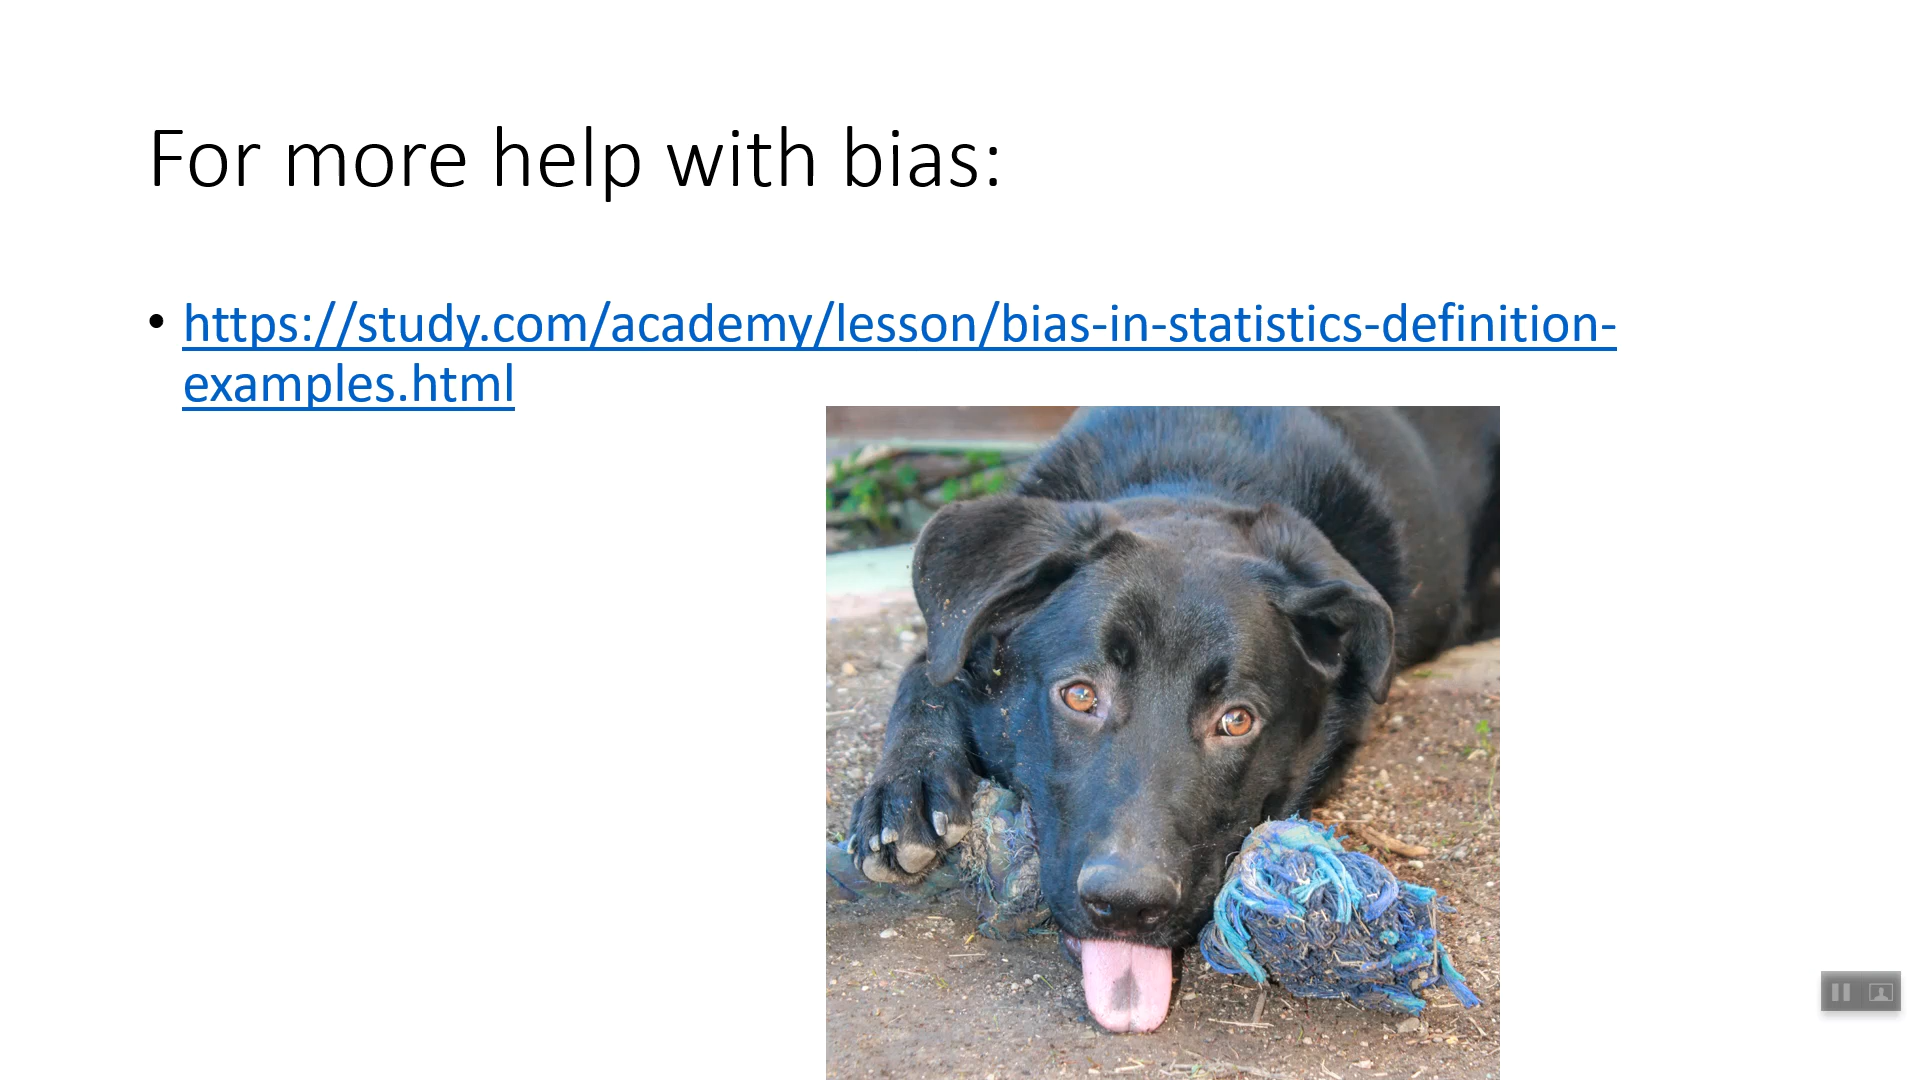 For more help with bias:
• https://study.com/academy/lesson/bias-in-statistics-definition-
examples.html